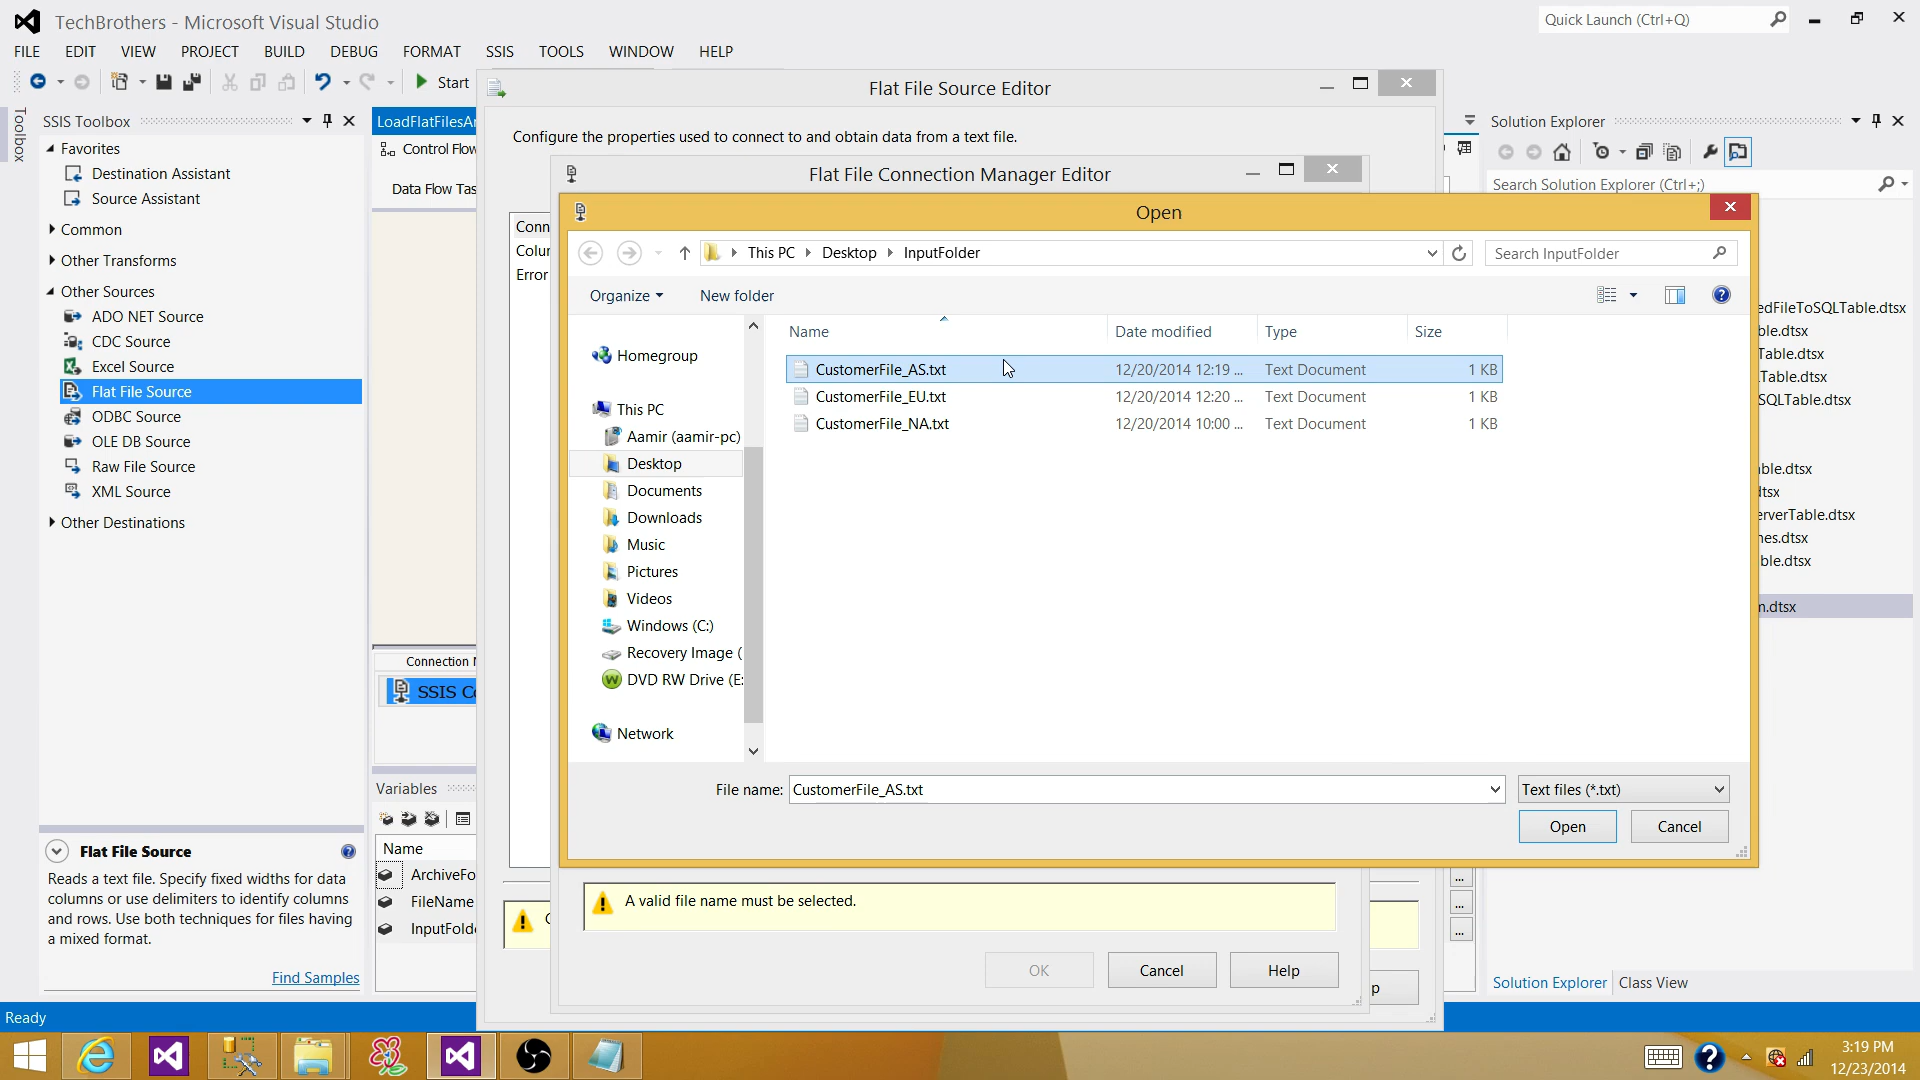 TechBrothers - Microsoft Visual Studio
Quick Launch (Ctrl+Q)
FILE EDIT VIEW PROJECT BUILD DEBUG FORMAT SSIS TOOLS WINDOW HELP
Start
Toolbox
SSIS Toolbox
Favorites
Destination Assistant
Source Assistant
Common
Other Transforms
Other Sources
ADO NET Source
CDC Source
Excel Source
Flat File Source
ODBC Source
OLE DB Source
Raw File Source
XML Source
Other Destinations
Flat File Source
Reads a text file. Specify fixed widths for data
columns or use delimiters to identify columns
and rows. Use both techniques for files having
a mixed format.
Find Samples
LoadFlatFilesAr
Control Flow
Data Flow Tas
Connection
SSIS Co
Variables
Name
ArchiveFo
FileName
InputFolde
Flat File Source Editor
Configure the properties used to connect to and obtain data from a text file.
Conn
Colur
Error
Flat File Connection Manager Editor
Open
This PC Desktop InputFolder
Search InputFolder
Organize New folder
Name Date modified Type Size
CustomerFile_AS.txt 12/20/2014 12:19 ... Text Document 1 KB
CustomerFile_EU.txt 12/20/2014 12:20 ... Text Document 1 KB
CustomerFile_NA.txt 12/20/2014 10:00 ... Text Document 1 KB
Homegroup
This PC
Aamir (aamir-pc)
Desktop
Documents
Downloads
Music
Pictures
Videos
Windows (C:)
Recovery Image (
DVD RW Drive (E:
Network
File name: CustomerFile_AS.txt Text files (*.txt)
Open Cancel
A valid file name must be selected.
OK Cancel Help
p
...
...
...
Solution Explorer
Search Solution Explorer (Ctrl+;)
edFileToSQLTable.dtsx
ble.dtsx
Table.dtsx
Table.dtsx
SQLTable.dtsx
ble.dtsx
dtsx
erverTable.dtsx
nes.dtsx
ble.dtsx
n.dtsx
Solution Explorer Class View
Ready
3:19 PM
12/23/2014